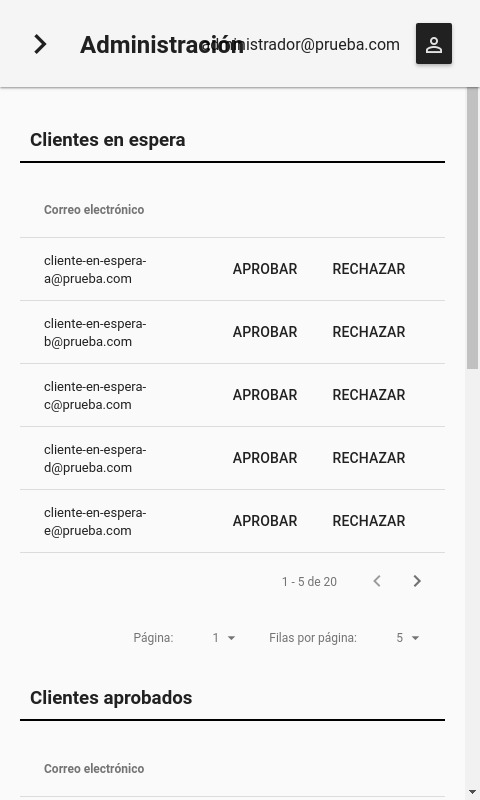 Administración
administrador@prueba.com
Clientes en espera
Correo electrónico
cliente-en-espera-
a@prueba.com
APROBAR RECHAZAR
cliente-en-espera-
b@prueba.com
APROBAR RECHAZAR
cliente-en-espera-
c@prueba.com
APROBAR RECHAZAR
cliente-en-espera-
d@prueba.com
APROBAR RECHAZAR
cliente-en-espera-
e@prueba.com
APROBAR RECHAZAR
1 - 5 de 20
Página: 1 Filas por página: 5
Clientes aprobados
Correo electrónico